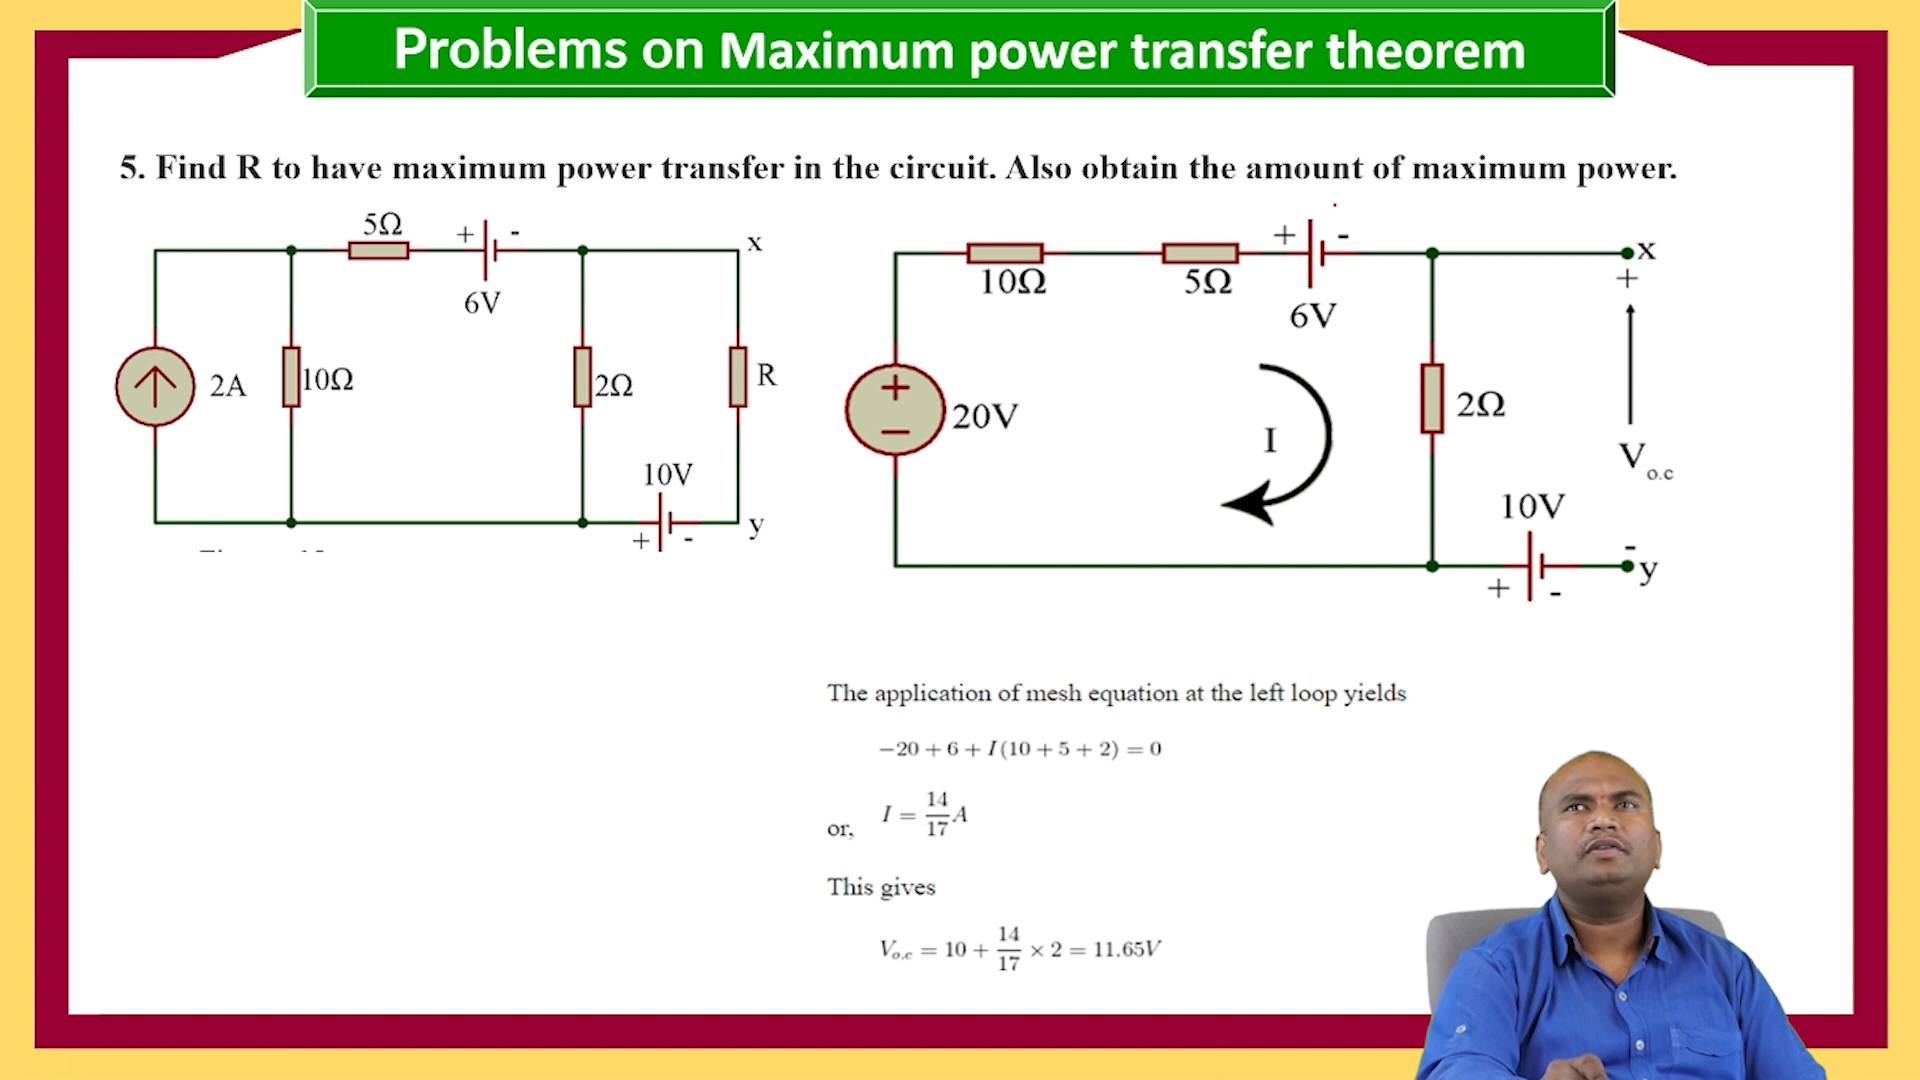 Problems on Maximum power transfer theorem
5. Find R to have maximum power transfer in the circuit. Also obtain the amount of maximum power.
5Ω
+ -
6V
x
2A
10Ω
2Ω
R
10V
+ -
y
10Ω
5Ω
+ -
6V
x
+
+
−
20V
I
2Ω
V o.c
10V
+ -
-
y
The application of mesh equation at the left loop yields
−20 + 6 + I(10 + 5 + 2) = 0
or, I = 14/17 A
This gives
Vo.c = 10 + 14/17 × 2 = 11.65V